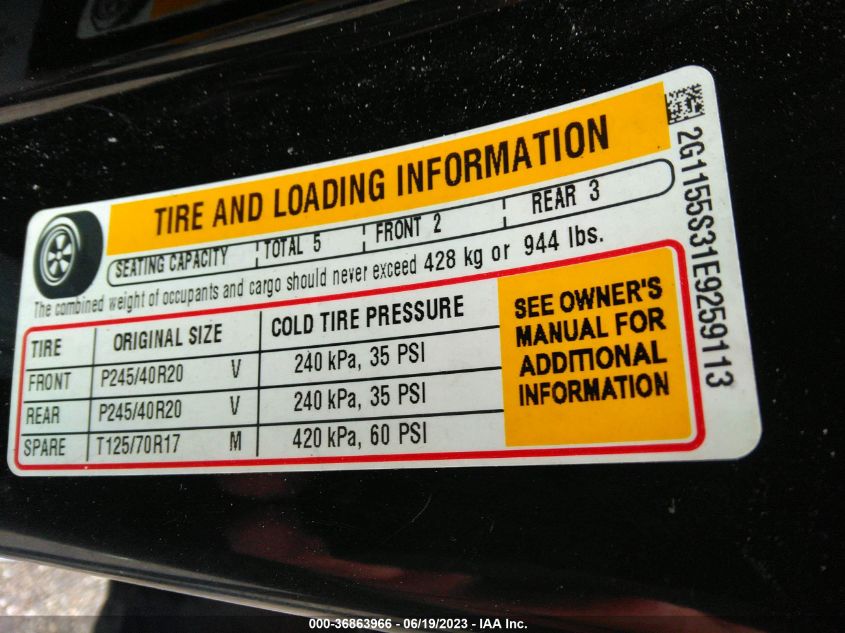 TIRE AND LOADING INFORMATION
SEATING CAPACITY TOTAL 5 FRONT 2 REAR 3
The combined weight of occupants and cargo should never exceed 428 kg or 944 lbs.
TIRE ORIGINAL SIZE COLD TIRE PRESSURE
FRONT P245/40R20 V 240 kPa, 35 PSI
REAR P245/40R20 V 240 kPa, 35 PSI
SPARE T125/70R17 M 420 kPa, 60 PSI
SEE OWNER'S
MANUAL FOR
ADDITIONAL
INFORMATION
2G1155S31E9259113
000-36863966 - 06/19/2023 - IAA Inc.